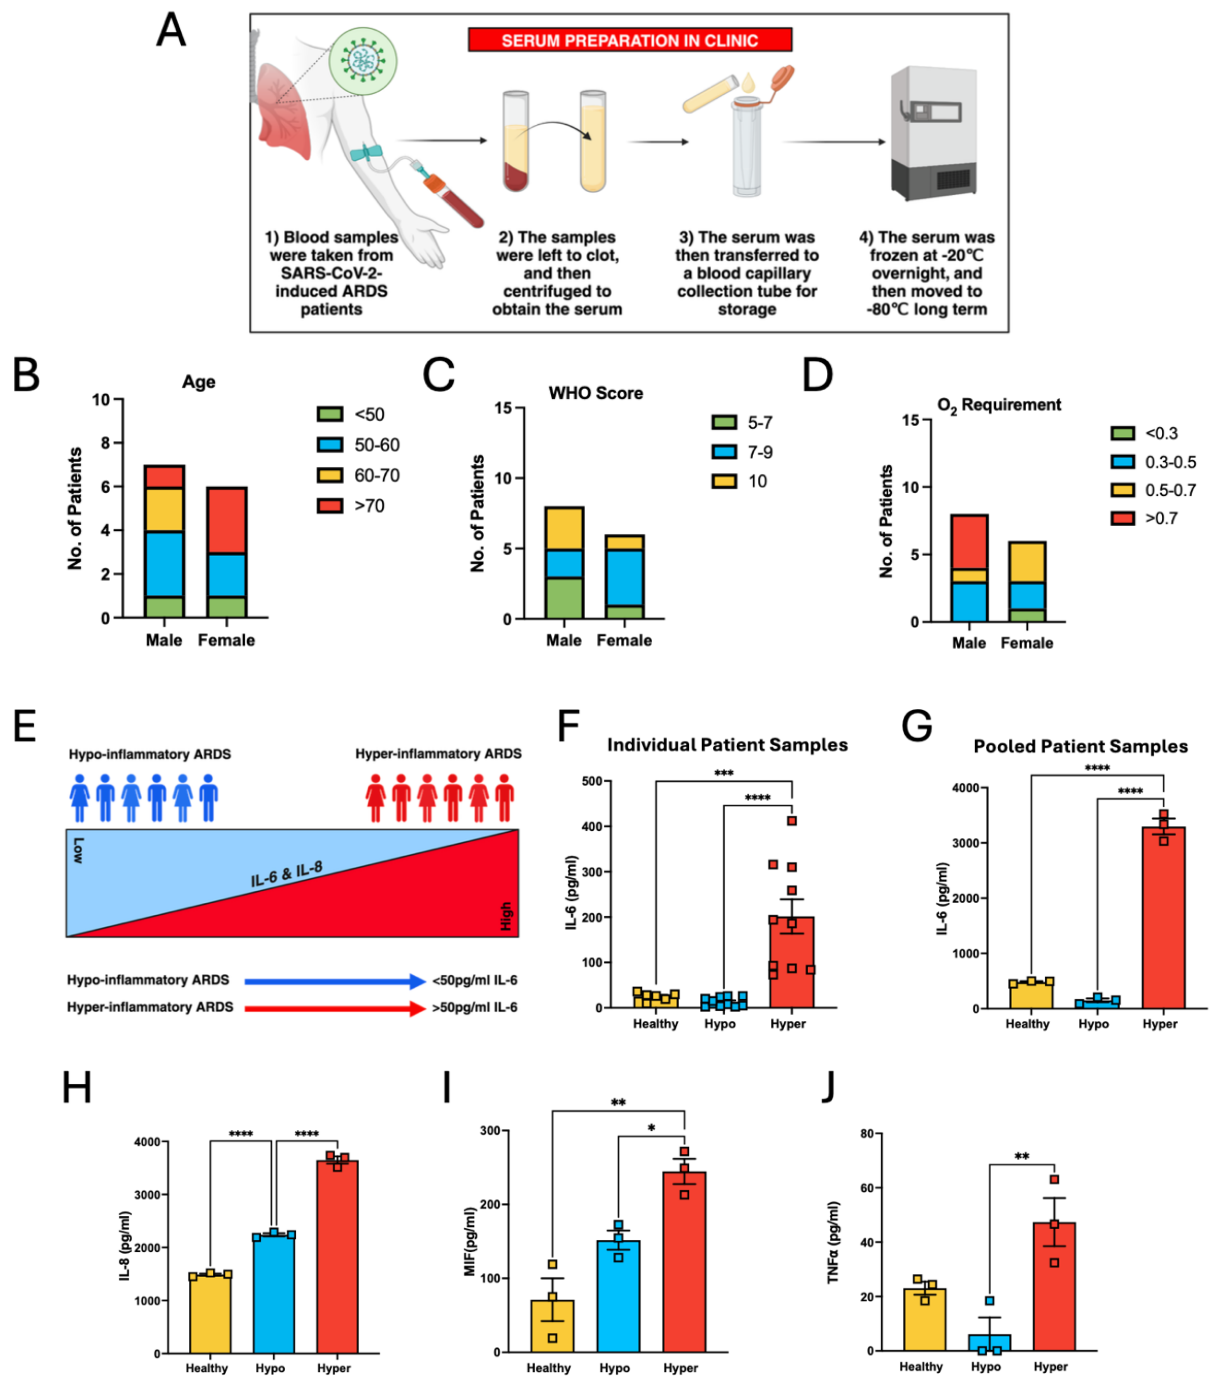 A
SERUM PREPARATION IN CLINIC
1) Blood samples
were taken from
SARS-CoV-2-
induced ARDS
patients
2) The samples
were left to clot,
and then
centrifuged to
obtain the serum
3) The serum was
then transferred to
a blood capillary
collection tube for
storage
4) The serum was
frozen at -20℃
overnight, and
then moved to
-80℃ long term
B
Age
No. of Patients
10
8
6
4
2
0
Male Female
<50
50-60
60-70
>70
C
WHO Score
No. of Patients
15
10
5
0
Male Female
5-7
7-9
10
D
O2 Requirement
No. of Patients
15
10
5
0
Male Female
<0.3
0.3-0.5
0.5-0.7
>0.7
E
Hypo-inflammatory ARDS
Hyper-inflammatory ARDS
Low
IL-6 & IL-8
High
Hypo-inflammatory ARDS <50pg/ml IL-6
Hyper-inflammatory ARDS >50pg/ml IL-6
F
Individual Patient Samples
IL-6 (pg/ml)
500
400
300
200
100
0
***
****
Healthy Hypo Hyper
G
Pooled Patient Samples
IL-6 (pg/ml)
4000
3000
2000
1000
0
****
****
Healthy Hypo Hyper
H
IL-8 (pg/ml)
4000
3000
2000
1000
0
**** ****
Healthy Hypo Hyper
I
MIF(pg/ml)
300
200
100
0
**
*
Healthy Hypo Hyper
J
TNFα (pg/ml)
80
60
40
20
0
**
Healthy Hypo Hyper